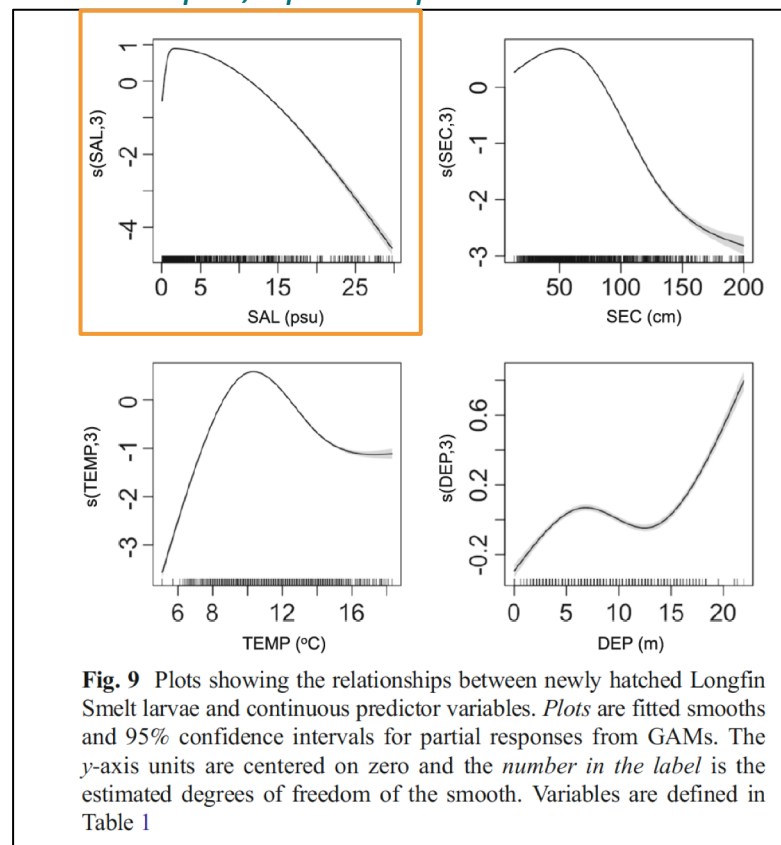 1
0
-2
-4
s(SAL,3)
0 5 15 25
SAL (psu)
0
-1
-2
-3
s(SEC,3)
50 100 150 200
SEC (cm)
0
-1
-2
-3
s(TEMP,3)
6 8 12 16
TEMP (°C)
0.6
0.2
-0.2
s(DEP,3)
0 5 10 15 20
DEP (m)
Fig. 9 Plots showing the relationships between newly hatched Longfin
Smelt larvae and continuous predictor variables. Plots are fitted smooths
and 95% confidence intervals for partial responses from GAMs. The
y-axis units are centered on zero and the number in the label is the
estimated degrees of freedom of the smooth. Variables are defined in
Table 1